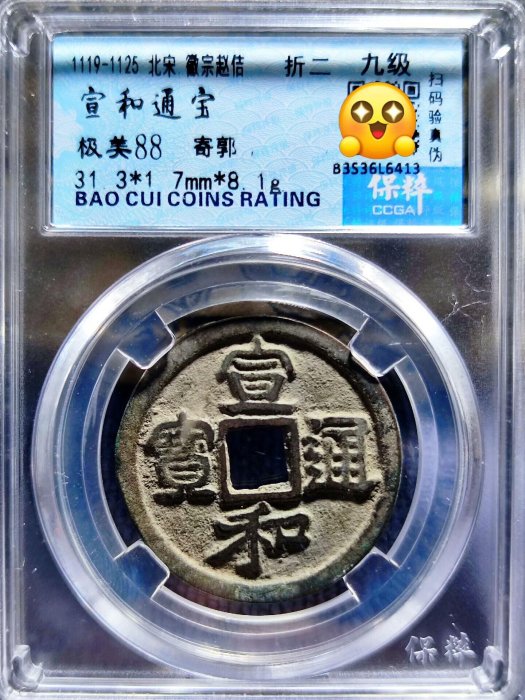 1119-1125 北宋 徽宗赵佶 折二 九级
宣和通宝
极美88 寄郭
31.3*1.7mm*8.1g
BAO CUI COINS RATING
B3S36L6413
扫码验真伪
保粹
CCGA
宣
寳 通
和
保粹